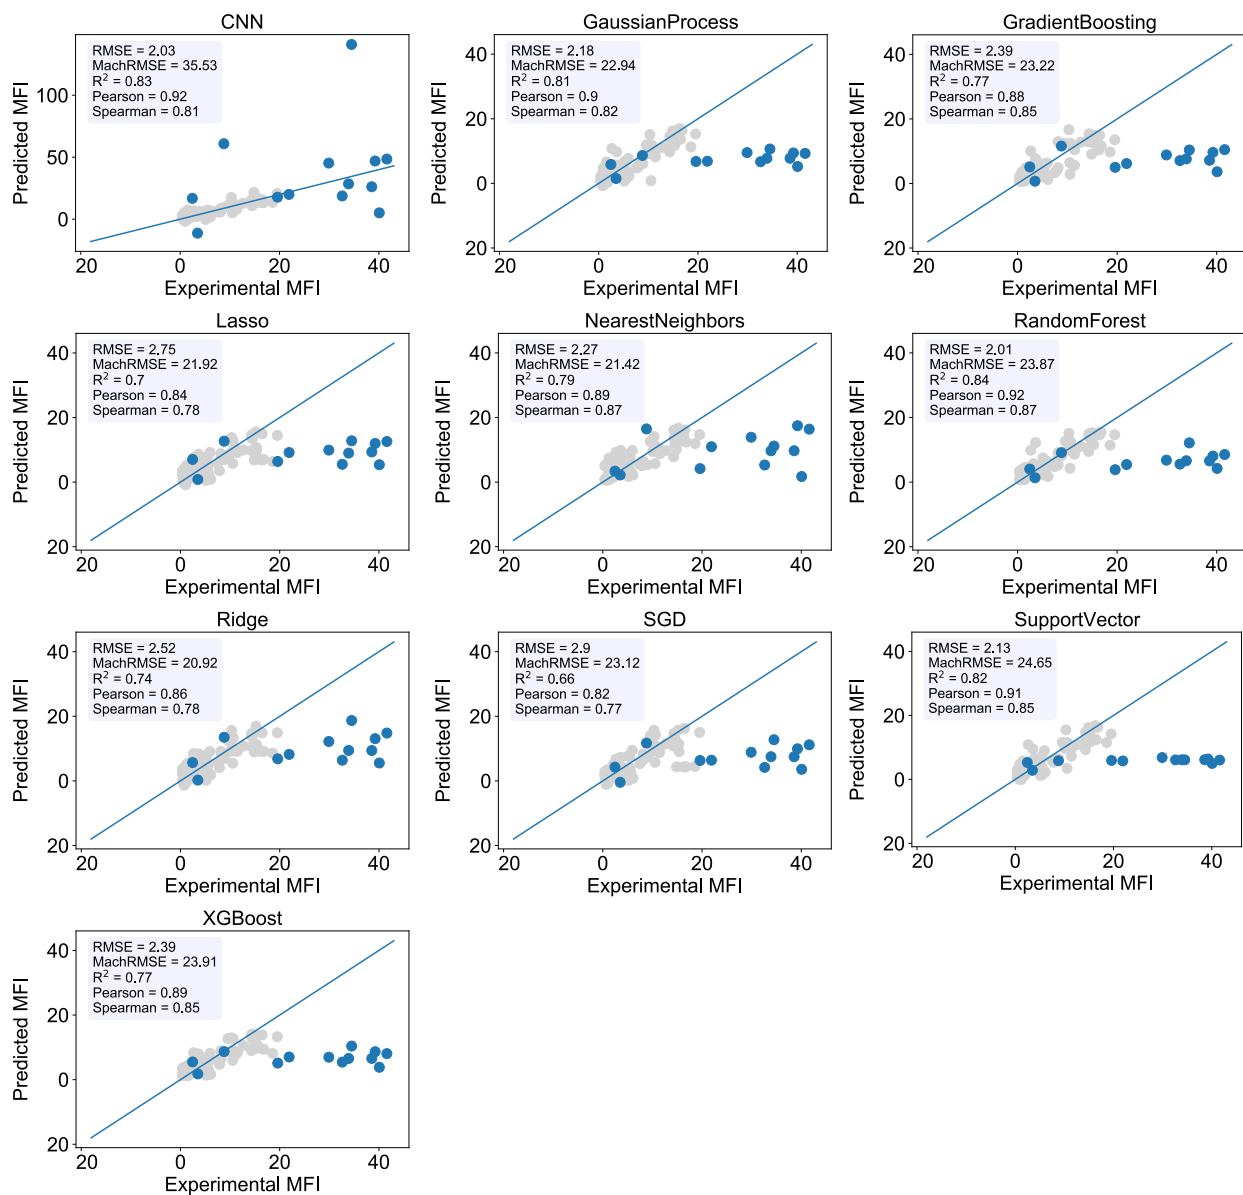 CNN
RMSE = 2.03
MachRMSE = 35.53
R² = 0.83
Pearson = 0.92
Spearman = 0.81
Predicted MFI
100
50
0
20 0 20 40
Experimental MFI
GaussianProcess
RMSE = 2.18
MachRMSE = 22.94
R² = 0.81
Pearson = 0.9
Spearman = 0.82
Predicted MFI
40
20
0
20
20 0 20 40
Experimental MFI
GradientBoosting
RMSE = 2.39
MachRMSE = 23.22
R² = 0.77
Pearson = 0.88
Spearman = 0.85
Predicted MFI
40
20
0
20
20 0 20 40
Experimental MFI
Lasso
RMSE = 2.75
MachRMSE = 21.92
R² = 0.7
Pearson = 0.84
Spearman = 0.78
Predicted MFI
40
20
0
20
20 0 20 40
Experimental MFI
NearestNeighbors
RMSE = 2.27
MachRMSE = 21.42
R² = 0.79
Pearson = 0.89
Spearman = 0.87
Predicted MFI
40
20
0
20
20 0 20 40
Experimental MFI
RandomForest
RMSE = 2.01
MachRMSE = 23.87
R² = 0.84
Pearson = 0.92
Spearman = 0.87
Predicted MFI
40
20
0
20
20 0 20 40
Experimental MFI
Ridge
RMSE = 2.52
MachRMSE = 20.92
R² = 0.74
Pearson = 0.86
Spearman = 0.78
Predicted MFI
40
20
0
20
20 0 20 40
Experimental MFI
SGD
RMSE = 2.9
MachRMSE = 23.12
R² = 0.66
Pearson = 0.82
Spearman = 0.77
Predicted MFI
40
20
0
20
20 0 20 40
Experimental MFI
SupportVector
RMSE = 2.13
MachRMSE = 24.65
R² = 0.82
Pearson = 0.91
Spearman = 0.85
Predicted MFI
40
20
0
20
20 0 20 40
Experimental MFI
XGBoost
RMSE = 2.39
MachRMSE = 23.91
R² = 0.77
Pearson = 0.89
Spearman = 0.85
Predicted MFI
40
20
0
20
20 0 20 40
Experimental MFI